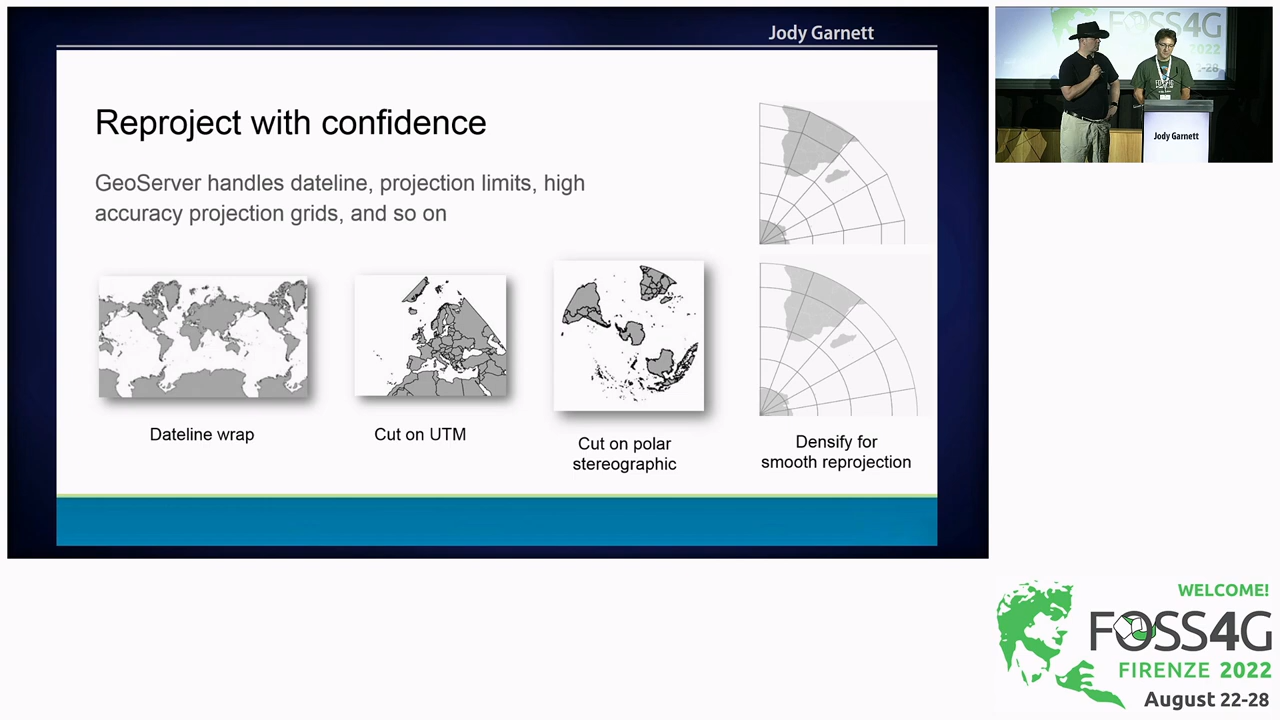 Jody Garnett
Reproject with confidence
GeoServer handles dateline, projection limits, high
accuracy projection grids, and so on
Dateline wrap
Cut on UTM
Cut on polar
stereographic
Densify for
smooth reprojection
FOSS4G
2022
FOSS4G
Jody Garnett
WELCOME!
FOSS4G
FIRENZE 2022
August 22-28